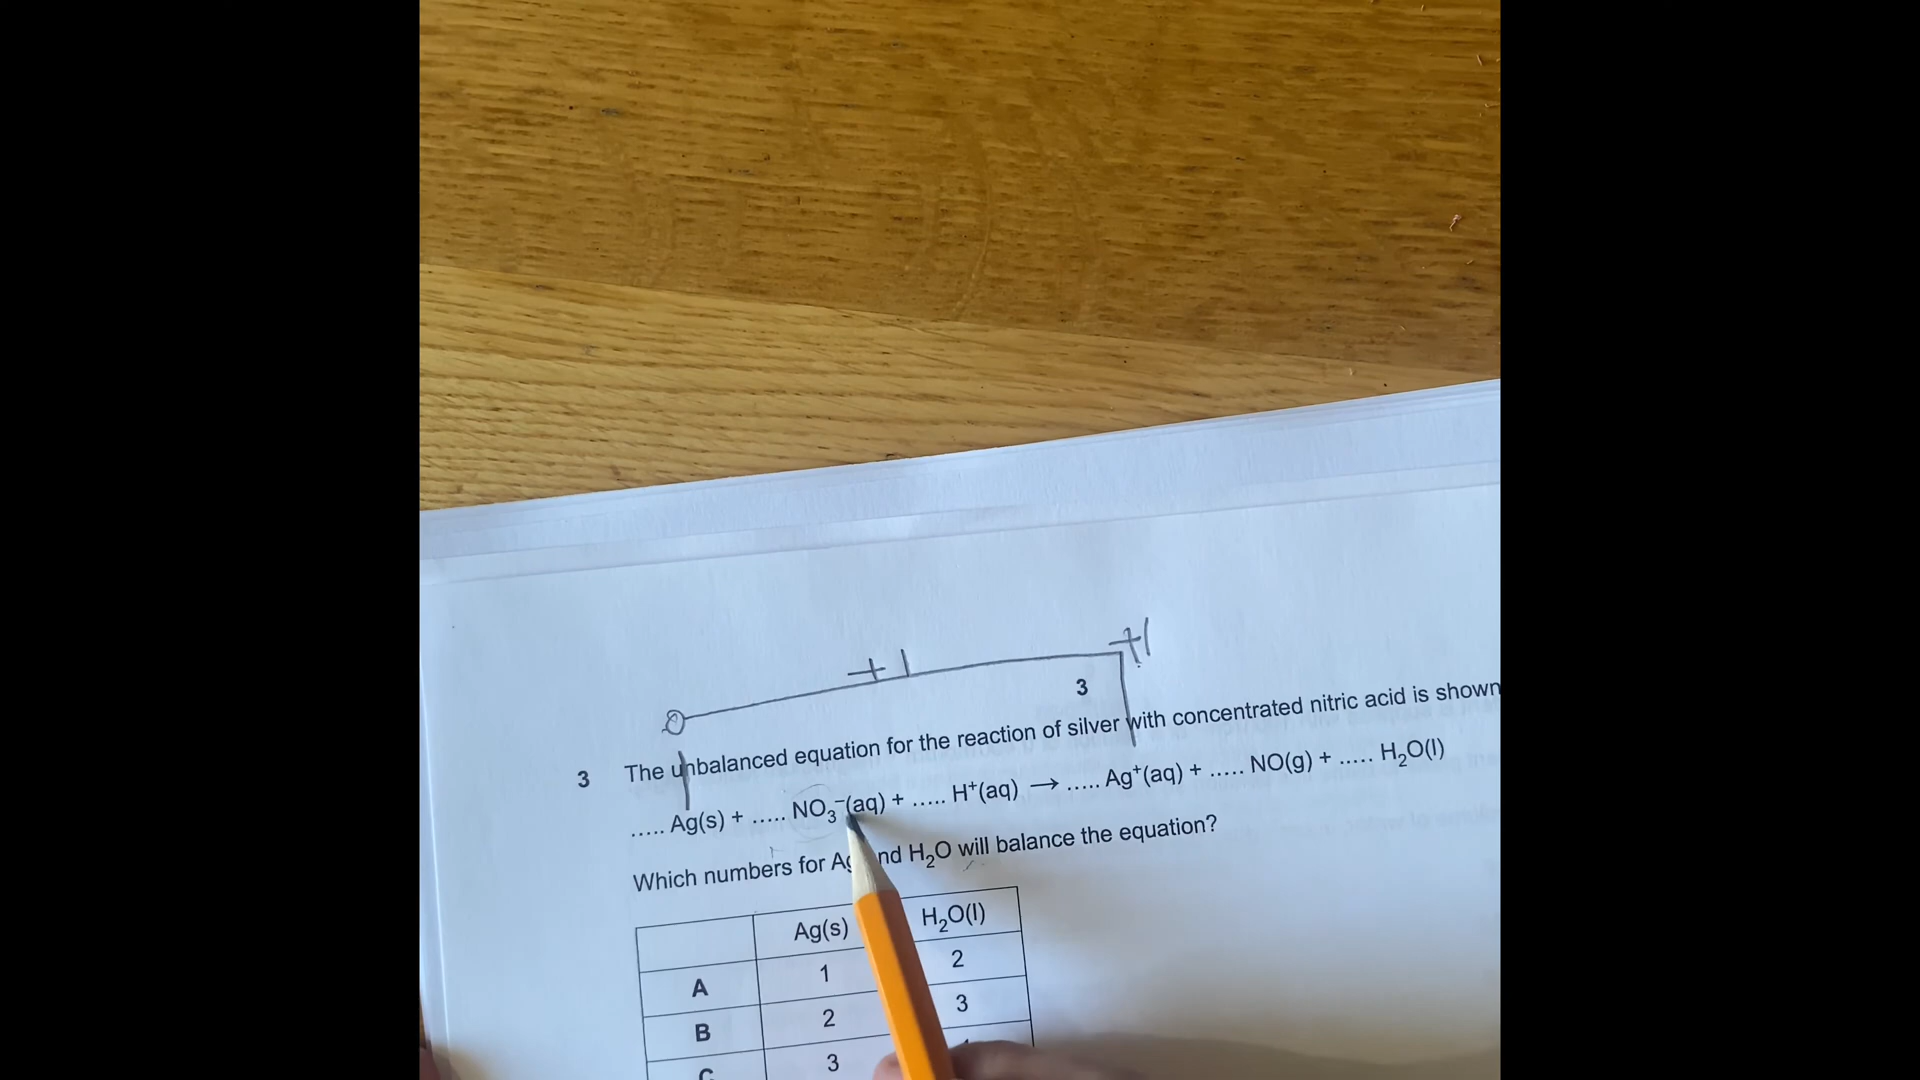 +1
+1
0
3
3 The unbalanced equation for the reaction of silver with concentrated nitric acid is shown
..... Ag(s) + ..... NO₃⁻(aq) + ..... H⁺(aq) → ..... Ag⁺(aq) + ..... NO(g) + ..... H₂O(l)
Which numbers for and H₂O will balance the equation?
Ag(s) H₂O(l)
A 1 2
B 2 3
C 3